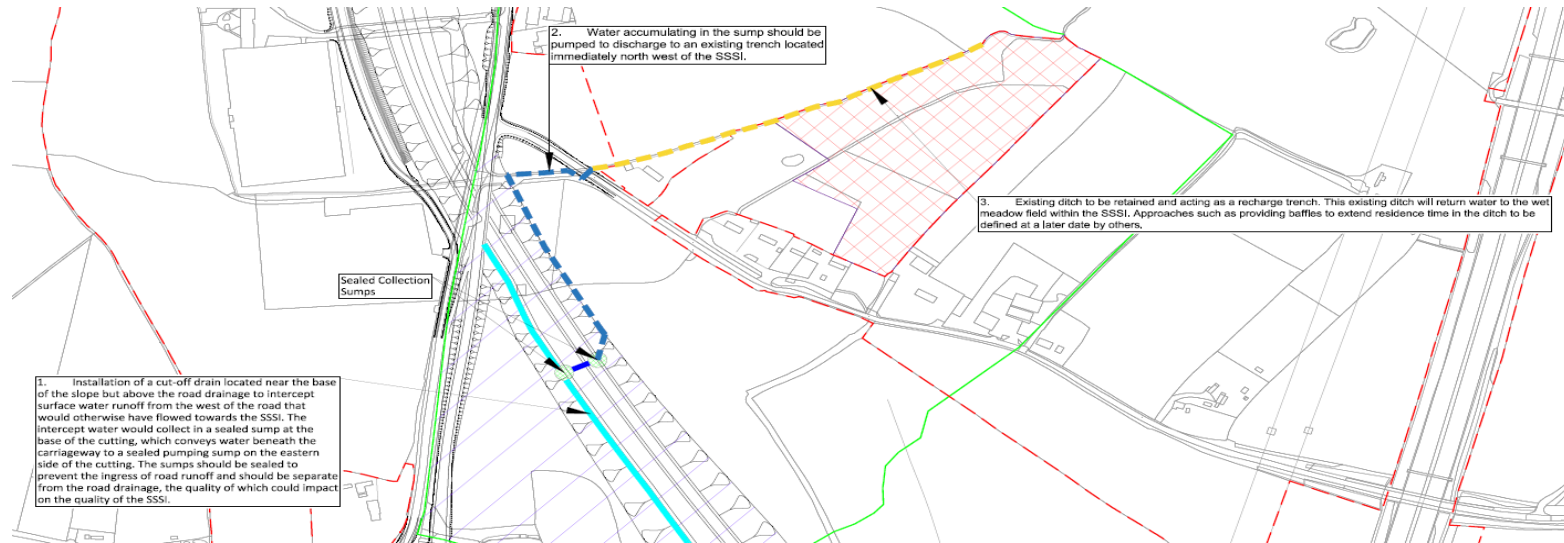 2. Water accumulating in the sump should be
pumped to discharge to an existing trench located
immediately north west of the SSSI.
3. Existing ditch to be retained and acting as a recharge trench. This existing ditch will return water to the wet
meadow field within the SSSI. Approaches such as providing baffles to extend residence time in the ditch to be
defined at a later date by others.
Sealed Collection
Sumps
1. Installation of a cut-off drain located near the base
of the slope but above the road drainage to intercept
surface water runoff from the west of the road that
would otherwise have flowed towards the SSSI. The
intercept water would collect in a sealed sump at the
base of the cutting, which conveys water beneath the
carriageway to a sealed pumping sump on the eastern
side of the cutting. The sumps should be sealed to
prevent the ingress of road runoff and should be separate
from the road drainage, the quality of which could impact
on the quality of the SSSI.